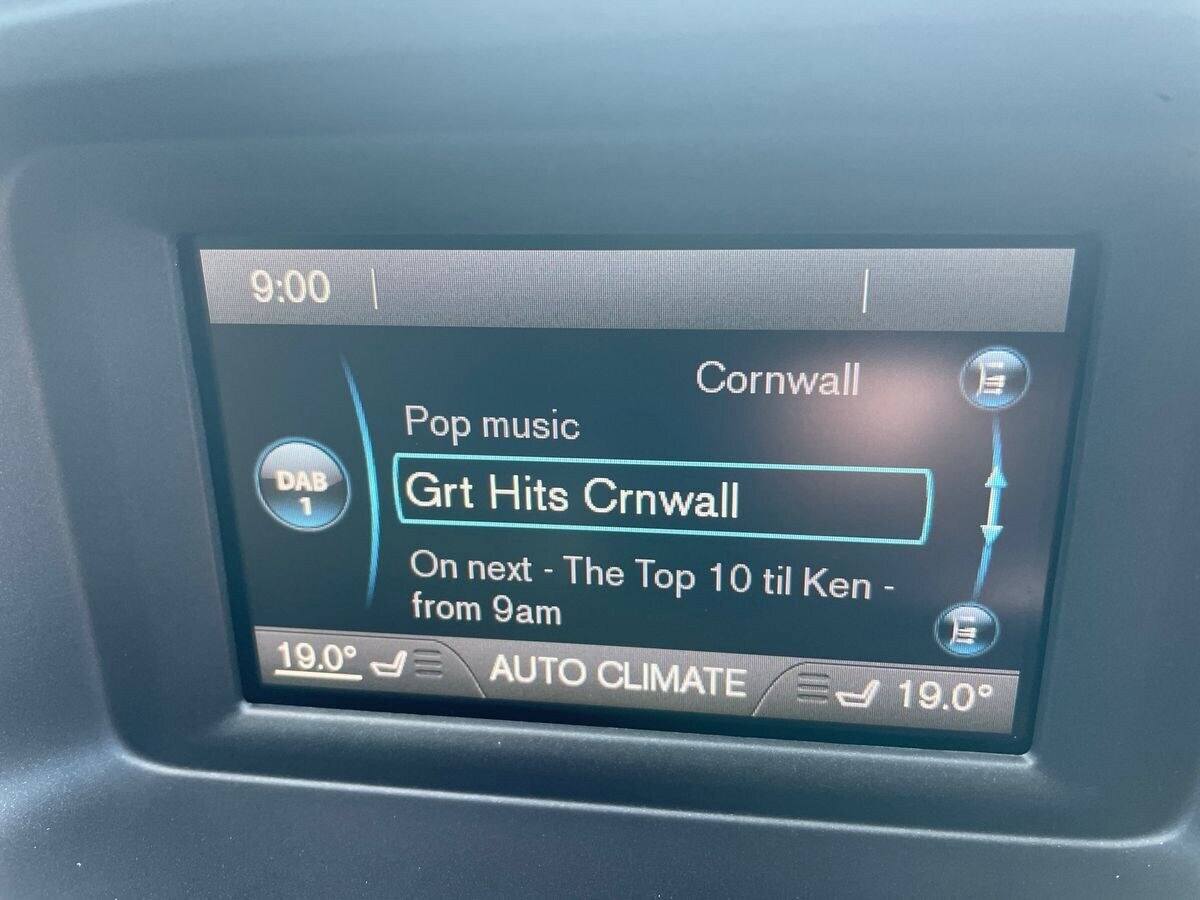 9:00
Cornwall
Pop music
DAB
1
Grt Hits Crnwall
On next - The Top 10 til Ken -
from 9am
19.0° AUTO CLIMATE 19.0°